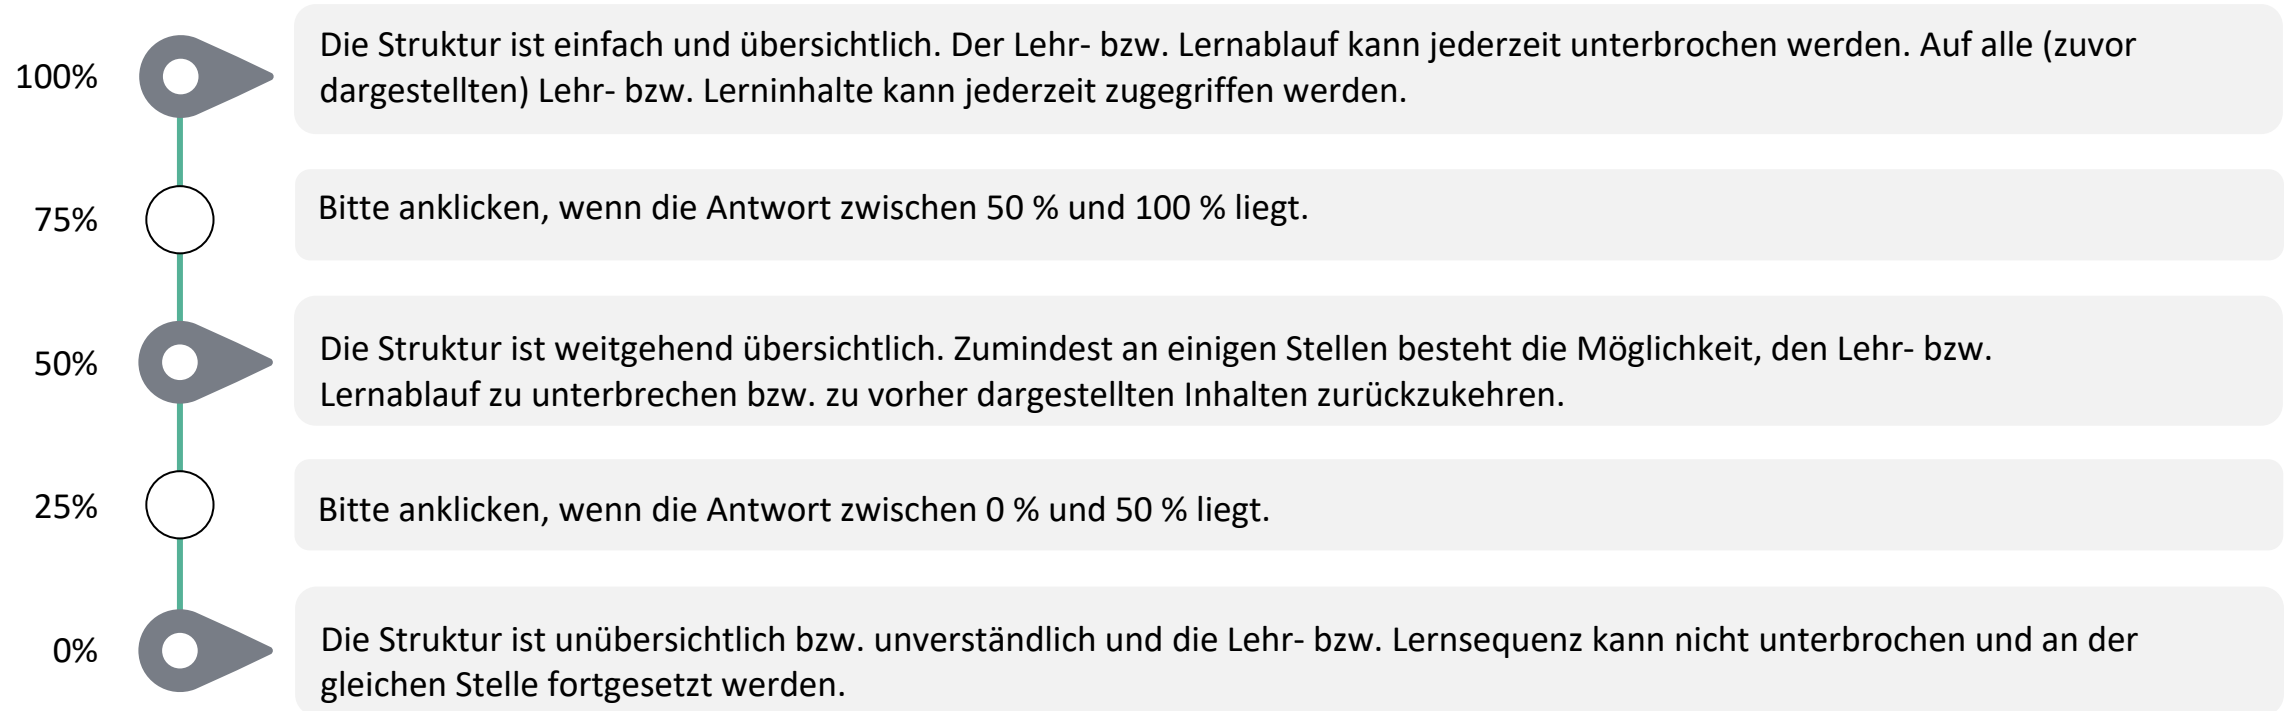 100%
Die Struktur ist einfach und übersichtlich. Der Lehr- bzw. Lernablauf kann jederzeit unterbrochen werden. Auf alle (zuvor
dargestellten) Lehr- bzw. Lerninhalte kann jederzeit zugegriffen werden.
75%
Bitte anklicken, wenn die Antwort zwischen 50 % und 100 % liegt.
50%
Die Struktur ist weitgehend übersichtlich. Zumindest an einigen Stellen besteht die Möglichkeit, den Lehr- bzw.
Lernablauf zu unterbrechen bzw. zu vorher dargestellten Inhalten zurückzukehren.
25%
Bitte anklicken, wenn die Antwort zwischen 0 % und 50 % liegt.
0%
Die Struktur ist unübersichtlich bzw. unverständlich und die Lehr- bzw. Lernsequenz kann nicht unterbrochen und an der
gleichen Stelle fortgesetzt werden.